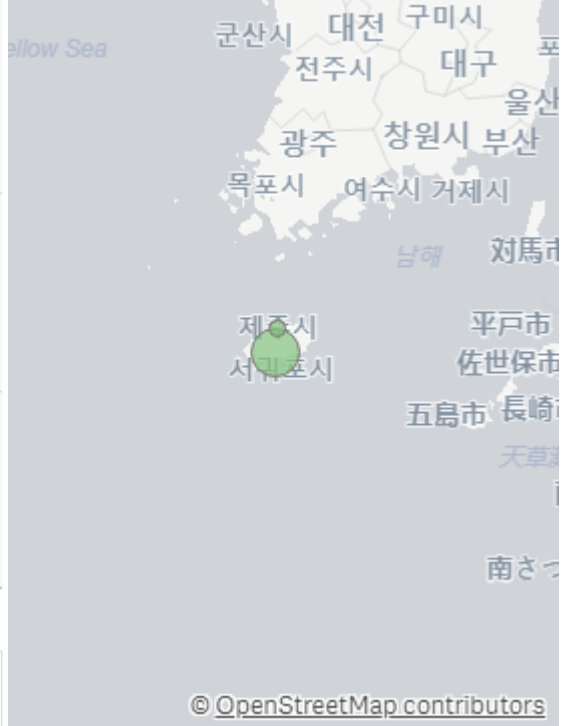 군산시
대전
구미시
ellow Sea
전주시
대구
포
울산
광주
창원시
부산
목포시
여수시
거제시
남해
対馬市
제주시
平戸市
서귀포시
佐世保市
五島市
長崎
天草
南さつ
© OpenStreetMap contributors